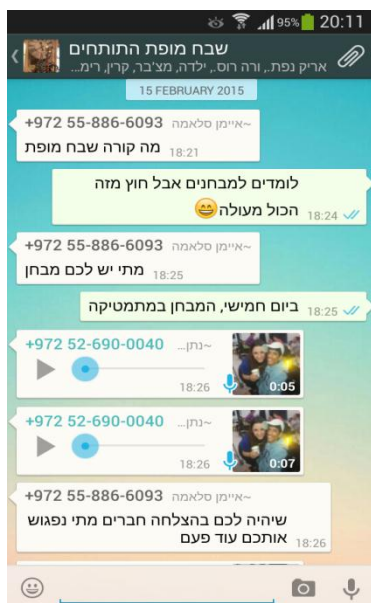 95% 20:11
שבח מופת התותחים
אריק נפת., ורה רוס., ילדה, מצ'בר, קרין, רימ...
15 FEBRUARY 2015
+972 55-886-6093 ~איימן סלאמה
מה קורה שבח מופת 18:21
לומדים למבחנים אבל חוץ מזה
הכול מעולה 18:24
+972 55-886-6093 ~איימן סלאמה
מתי יש לכם מבחן 18:25
ביום חמישי, המבחן במתמטיקה 18:25
+972 52-690-0040 ~נתן...
18:26 0:05
+972 52-690-0040 ~נתן...
18:26 0:07
+972 55-886-6093 ~איימן סלאמה
שיהיה לכם בהצלחה חברים מתי נפגוש
אותכם עוד פעם 18:26